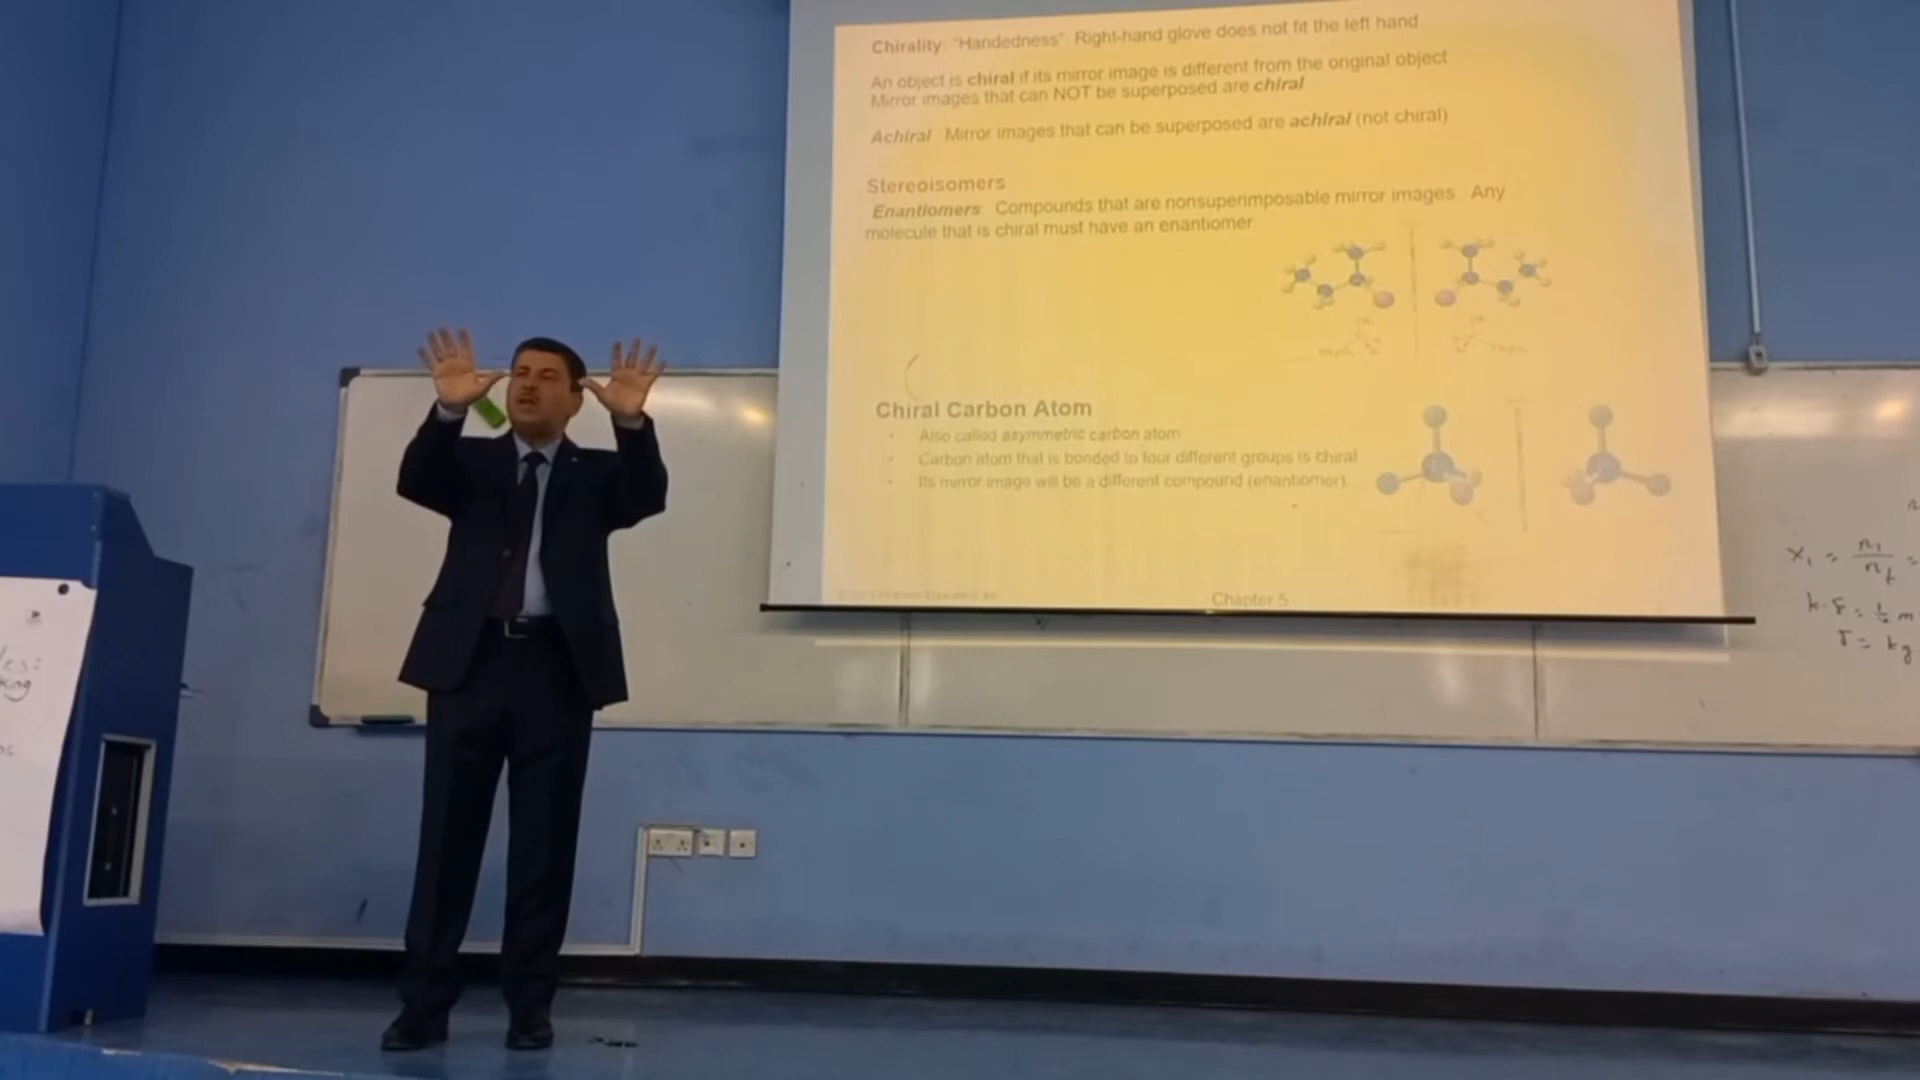 Chirality: "Handedness": Right-hand glove does not fit the left hand
An object is chiral if its mirror image is different from the original object
Mirror images that can NOT be superposed are chiral
Achiral: Mirror images that can be superposed are achiral (not chiral)
Stereoisomers
Enantiomers: Compounds that are nonsuperimposable mirror images. Any
molecule that is chiral must have an enantiomer
Chiral Carbon Atom
Also called asymmetric carbon atom.
Carbon atom that is bonded to four different groups is chiral
Its mirror image will be a different compound (enantiomer).
Chapter 5